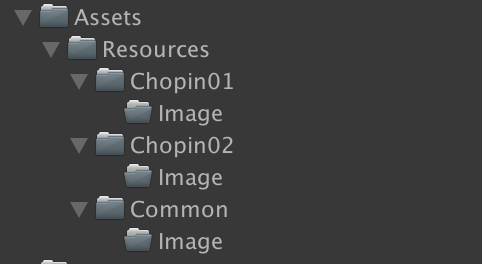 Assets
Resources
Chopin01
Image
Chopin02
Image
Common
Image